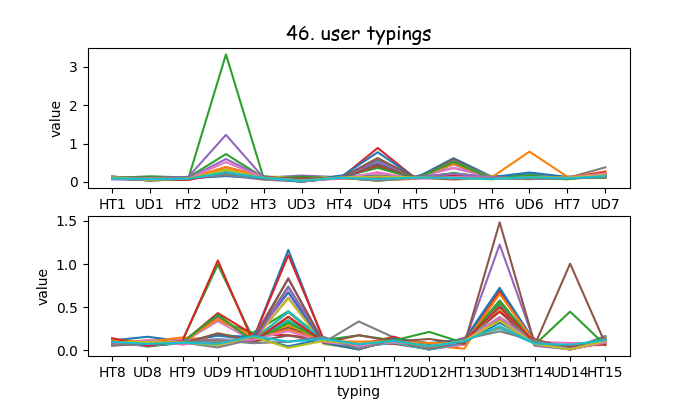 46. user typings
value
3
2
1
0
HT1 UD1 HT2 UD2 HT3 UD3 HT4 UD4 HT5 UD5 HT6 UD6 HT7 UD7
value
1.5
1.0
0.5
0.0
HT8 UD8 HT9 UD9 HT10 UD10 HT11 UD11 HT12 UD12 HT13 UD13 HT14 UD14 HT15
typing